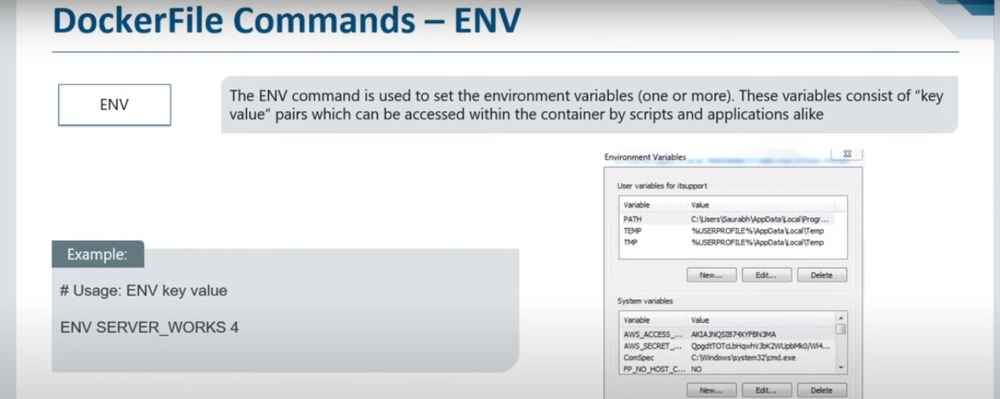 DockerFile Commands – ENV
ENV
The ENV command is used to set the environment variables (one or more). These variables consist of “key
value” pairs which can be accessed within the container by scripts and applications alike
Example:
# Usage: ENV key value
ENV SERVER_WORKS 4
Environment Variables
User variables for itsupport
Variable Value
PATH C:\Users\Saurabh\AppData\Local\Progr...
TEMP %USERPROFILE%\AppData\Local\Temp
TMP %USERPROFILE%\AppData\Local\Temp
New... Edit... Delete
System variables
Variable Value
AWS_ACCESS_... AKIAJNQSIB74XYFBN3MA
AWS_SECRET_...
ComSpec C:\Windows\system32\cmd.exe
FP_NO_HOST_C... NO
New... Edit... Delete